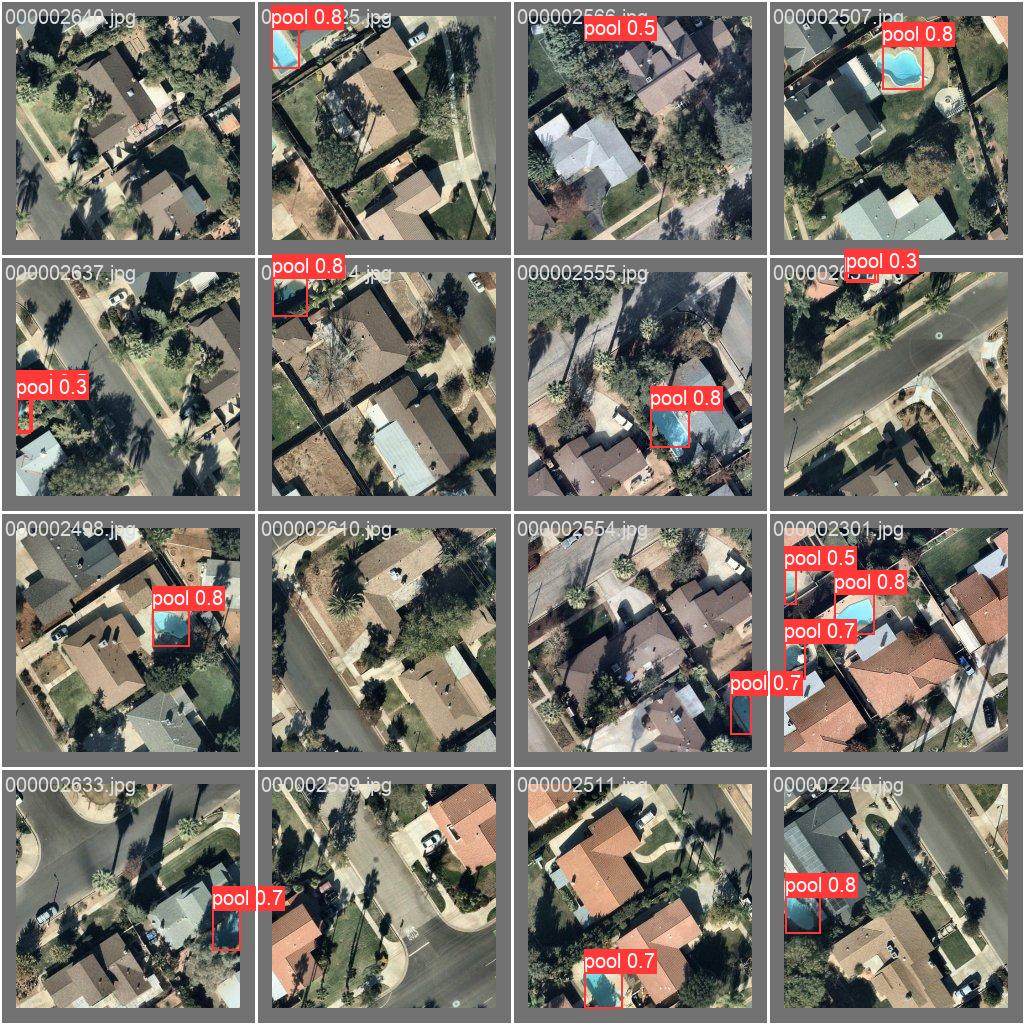 000002640.jpg
pool 0.8
000002566.jpg
pool 0.5
000002507.jpg
pool 0.8
000002637.jpg
pool 0.3
pool 0.8
000002555.jpg
pool 0.8
pool 0.3
000002498.jpg
pool 0.8
000002610.jpg
000002554.jpg
pool 0.7
000002301.jpg
pool 0.5
pool 0.8
pool 0.7
000002633.jpg
pool 0.7
000002599.jpg
000002511.jpg
pool 0.7
000002240.jpg
pool 0.8